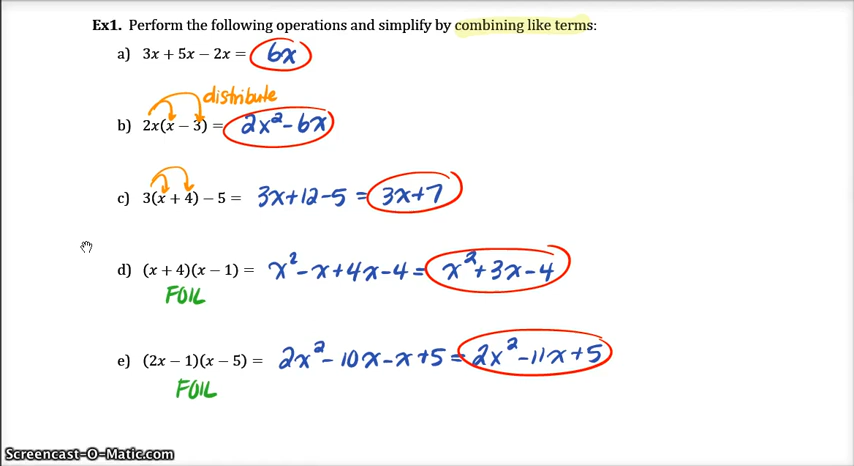 Ex1. Perform the following operations and simplify by combining like terms:
a) 3x + 5x − 2x = 6x
distribute
b) 2x(x − 3) = 2x² − 6x
c) 3(x + 4) − 5 = 3x + 12 − 5 = 3x + 7
d) (x + 4)(x − 1) = x² − x + 4x − 4 = x² + 3x − 4
FOIL
e) (2x − 1)(x − 5) = 2x² − 10x − x + 5 = 2x² − 11x + 5
FOIL
Screencast-O-Matic.com